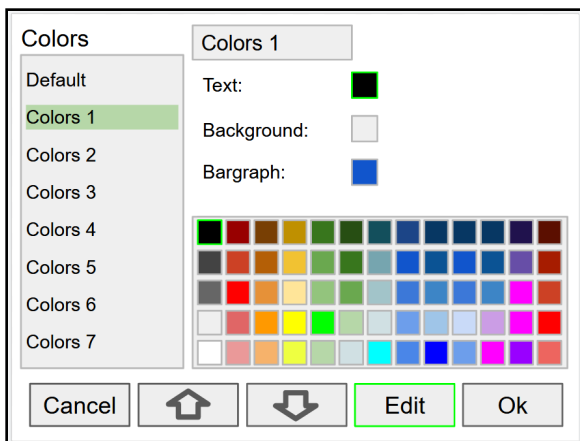 Colors
Default
Colors 1
Colors 2
Colors 3
Colors 4
Colors 5
Colors 6
Colors 7
Colors 1
Text:
Background:
Bargraph:
Cancel
Edit
Ok